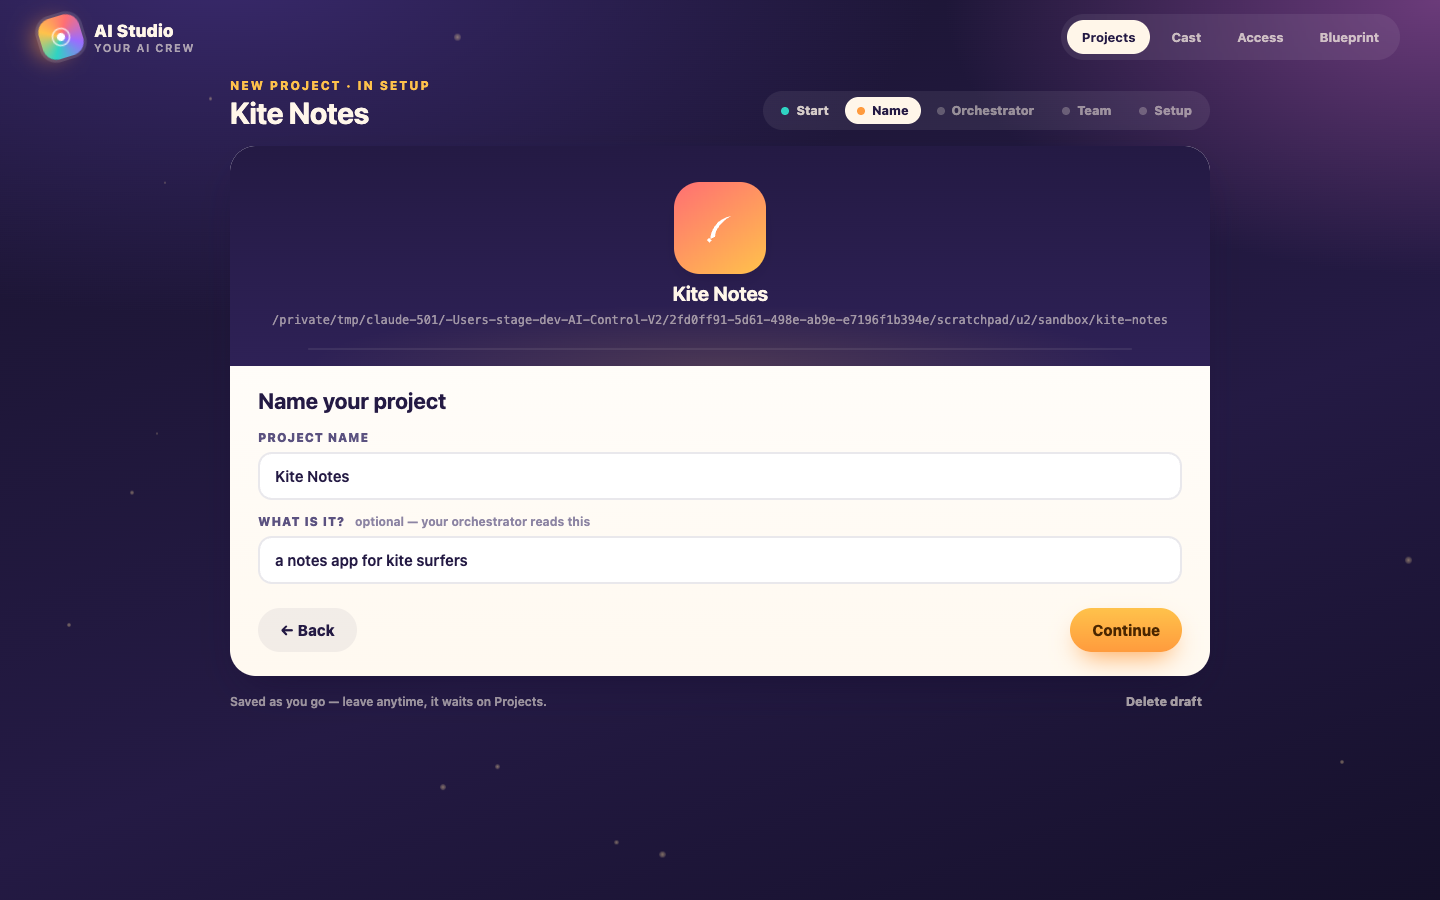 AI Studio
YOUR AI CREW
Projects
Cast
Access
Blueprint
NEW PROJECT · IN SETUP
Kite Notes
Start
Name
Orchestrator
Team
Setup
Kite Notes
/private/tmp/claude-501/-Users-stage-dev-AI-Control-V2/2fd0ff91-5d61-498e-ab9e-e7196f1b394e/scratchpad/u2/sandbox/kite-notes
Name your project
PROJECT NAME
Kite Notes
WHAT IS IT? optional — your orchestrator reads this
a notes app for kite surfers
← Back
Continue
Saved as you go — leave anytime, it waits on Projects.
Delete draft